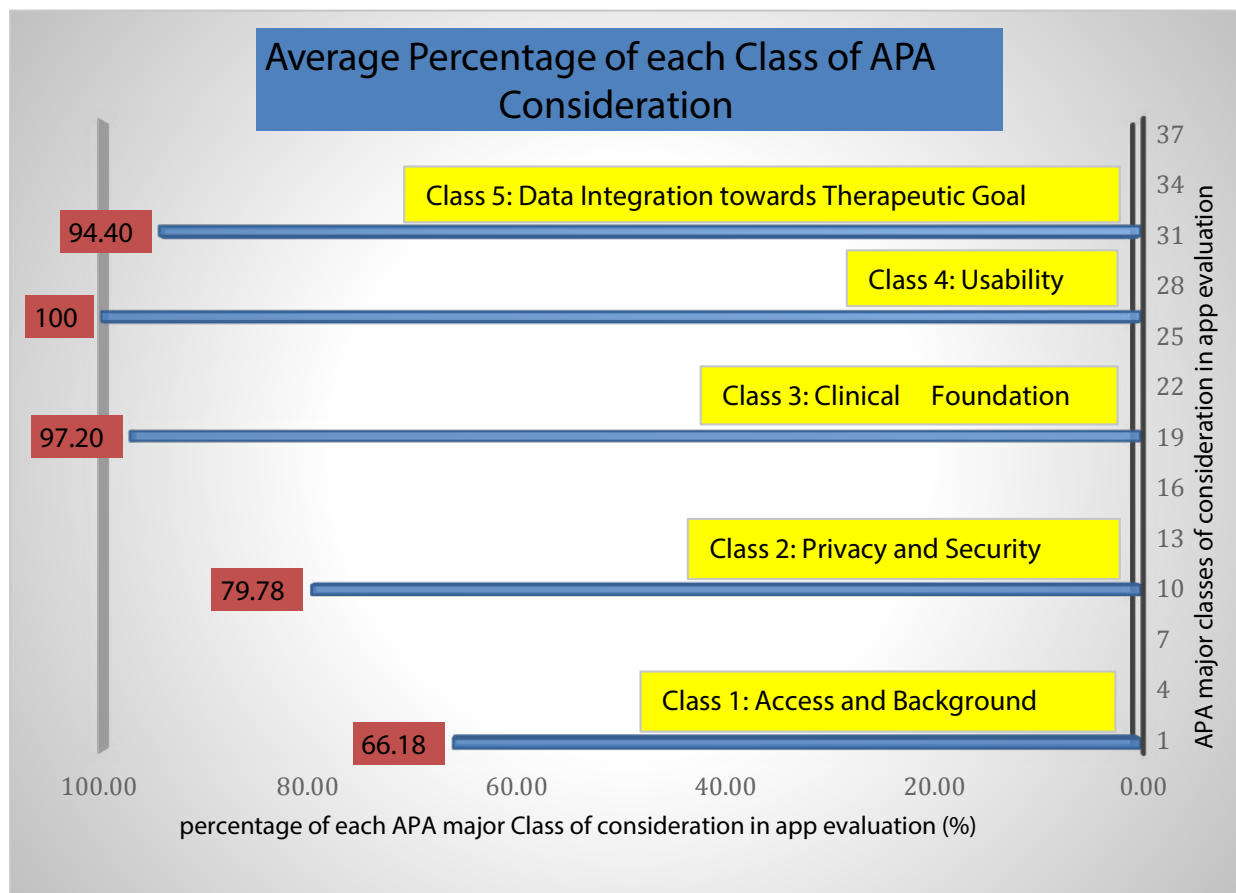 Average Percentage of each Class of APA
Consideration
37
Class 5: Data Integration towards Therapeutic Goal
34
94.40
31
Class 4: Usability
28
100
25
Class 3: Clinical Foundation
22
97.20
19
16
Class 2: Privacy and Security
13
79.78
10
7
Class 1: Access and Background
4
66.18
1
APA major classes of consideration in app evaluation
100.00 80.00 60.00 40.00 20.00 0.00
percentage of each APA major Class of consideration in app evaluation (%)